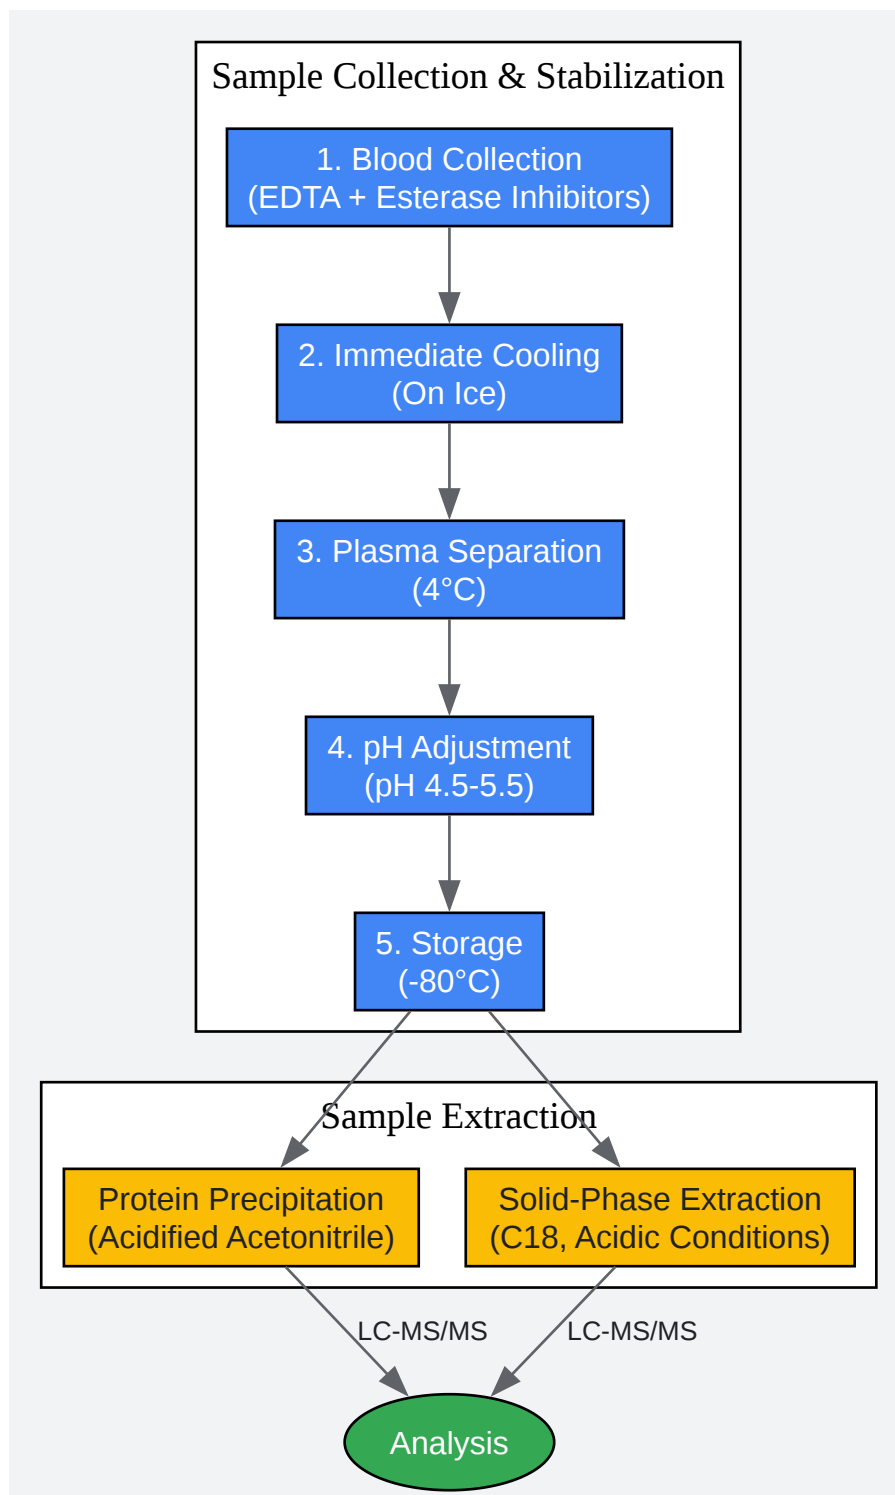 Sample Collection & Stabilization
1. Blood Collection
(EDTA + Esterase Inhibitors)
2. Immediate Cooling
(On Ice)
3. Plasma Separation
(4°C)
4. pH Adjustment
(pH 4.5-5.5)
5. Storage
(-80°C)
Sample Extraction
Protein Precipitation
(Acidified Acetonitrile)
Solid-Phase Extraction
(C18, Acidic Conditions)
LC-MS/MS
LC-MS/MS
Analysis